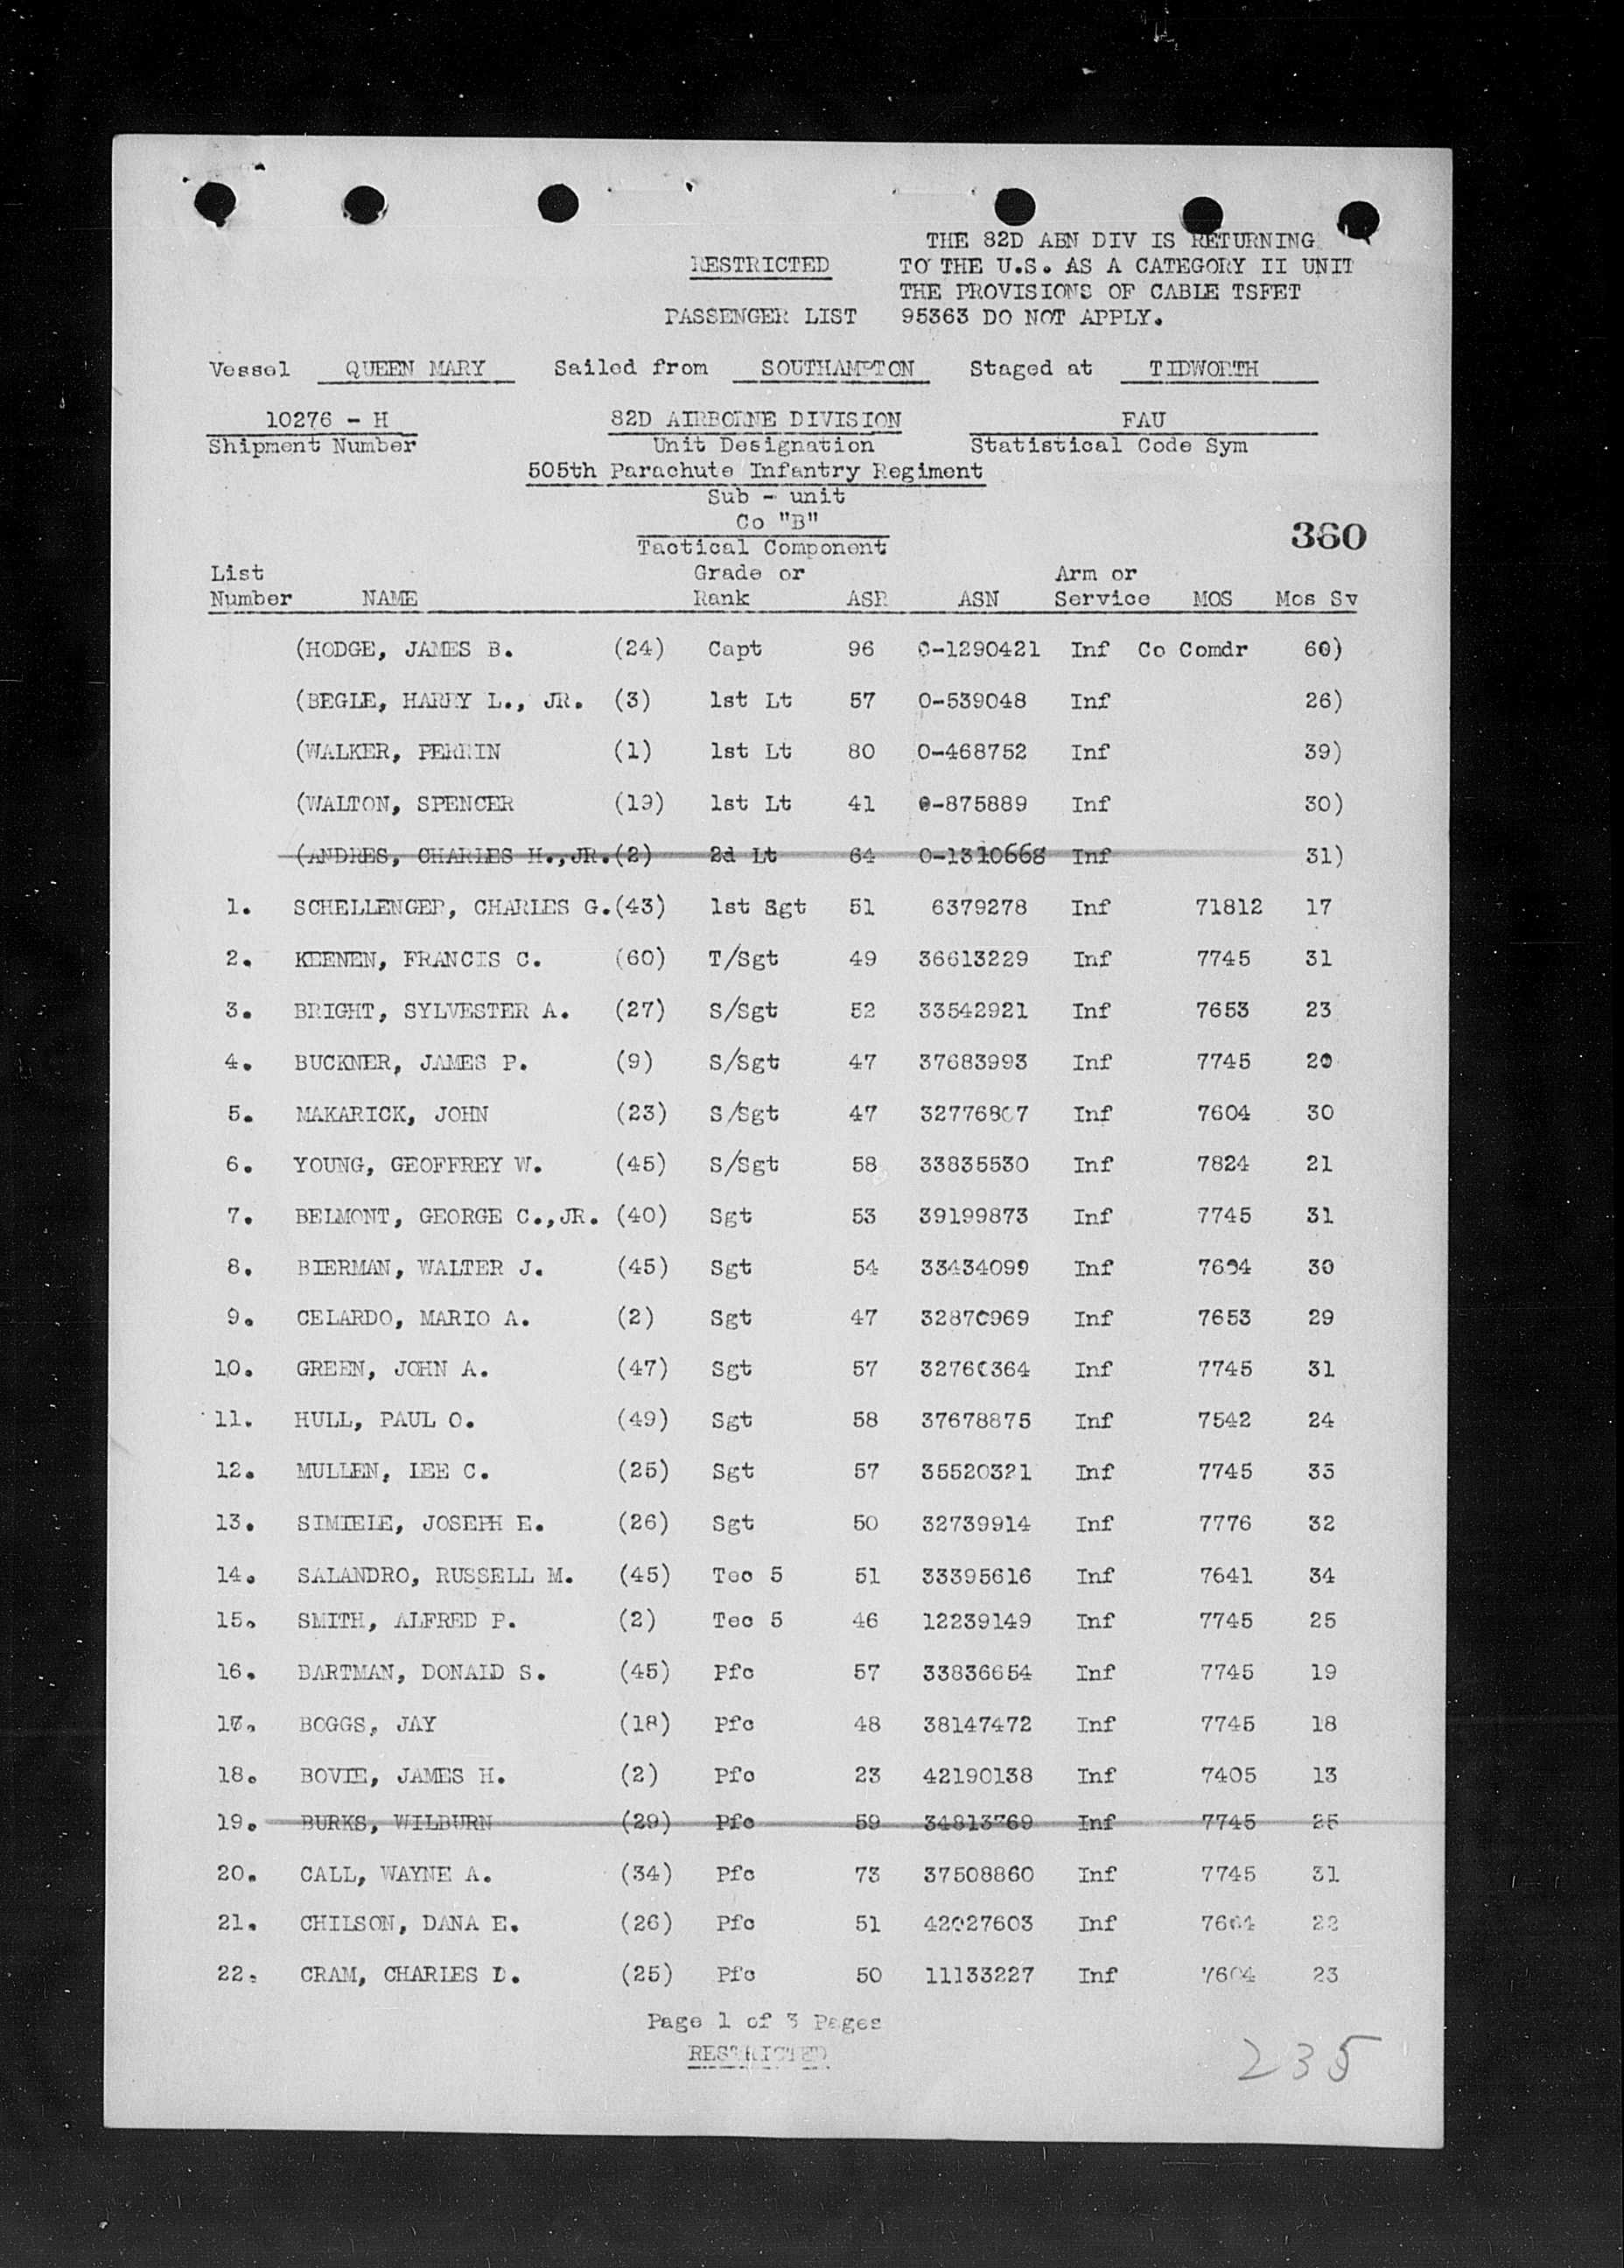 THE 82D ABN DIV IS RETURNING
RESTRICTED TO THE U.S. AS A CATEGORY II UNIT
THE PROVISIONS OF CABLE TSFET
PASSENGER LIST 95363 DO NOT APPLY.
Vessel QUEEN MARY Sailed from SOUTHAMPTON Staged at TIDWORTH
10276 - H 82D AIRBORNE DIVISION FAU
Shipment Number Unit Designation Statistical Code Sym
505th Parachute Infantry Regiment
Sub - unit
Co "B"
360
Tactical Component
List Grade or Arm or
Number NAME Rank ASR ASN Service MOS Mos Sv
(HODGE, JAMES B. (24) Capt 96 O-1290421 Inf Co Comdr 60)
(BEGLE, HARRY L., JR. (3) 1st Lt 57 O-539048 Inf 26)
(WALKER, PERRIN (1) 1st Lt 80 O-468752 Inf 39)
(WALTON, SPENCER (19) 1st Lt 41 O-875889 Inf 30)
(ANDRES, CHARLES H.,JR.(2) 2d Lt 64 O-1310668 Inf 31)
1. SCHELLENGER, CHARLES G.(43) 1st Sgt 51 6379278 Inf 71812 17
2. KEENEN, FRANCIS C. (60) T/Sgt 49 36613229 Inf 7745 31
3. BRIGHT, SYLVESTER A. (27) S/Sgt 52 33542921 Inf 7653 23
4. BUCKNER, JAMES P. (9) S/Sgt 47 37683993 Inf 7745 20
5. MAKARICK, JOHN (23) S/Sgt 47 32776807 Inf 7604 30
6. YOUNG, GEOFFREY W. (45) S/Sgt 58 33835530 Inf 7824 21
7. BELMONT, GEORGE C.,JR. (40) Sgt 53 39199873 Inf 7745 31
8. BIERMAN, WALTER J. (45) Sgt 54 33434099 Inf 30
9. CELARDO, MARIO A. (2) Sgt 47 32870969 Inf 7653 29
10. GREEN, JOHN A. (47) Sgt 57 32760364 Inf 7745 31
11. HULL, PAUL O. (49) Sgt 58 37678875 Inf 7542 24
12. MULLEN, LEE C. (25) Sgt 57 35520321 Inf 7745 33
13. SIMIELE, JOSEPH E. (26) Sgt 50 32739914 Inf 7776 32
14. SALANDRO, RUSSELL M. (45) Tec 5 51 33395616 Inf 7641 34
15. SMITH, ALFRED P. (2) Tec 5 46 12239149 Inf 7745 25
16. BARTMAN, DONALD S. (45) Pfc 57 33836654 Inf 7745 19
17. BOGGS, JAY (18) Pfc 48 38147472 Inf 7745 18
18. BOVIE, JAMES H. (2) Pfc 23 42190138 Inf 7405 13
19. BURKS, WILBURN (29) Pfc 59 34813769 Inf 7745 25
20. CALL, WAYNE A. (34) Pfc 73 37508860 Inf 7745 31
21. CHILSON, DANA E. (26) Pfc 51 42027603 Inf 7604 22
22. CRAM, CHARLES D. (25) Pfc 50 11133227 Inf 7604 23
Page 1 of 3 Pages
RESTRICTED
235